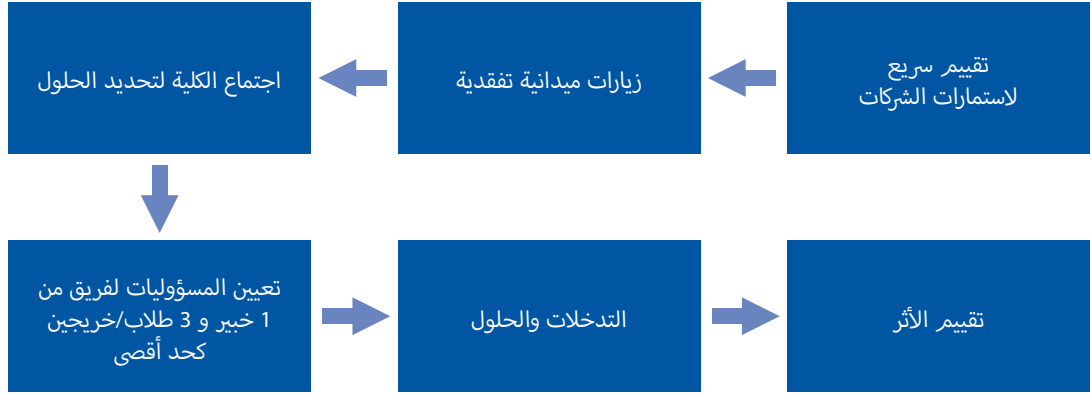 تقييم سريع
لاستمارات الشركات
زيارات ميدانية تفقدية
اجتماع الكلية لتحديد الحلول
تعيين المسؤوليات لفريق من
1 خبير و 3 طلاب/خريجين
كحد أقصى
التدخلات والحلول
تقييم الأثر